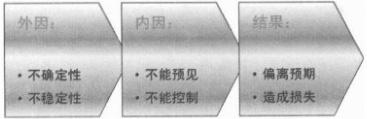 外因：
· 不确定性
· 不稳定性
内因：
· 不能预见
· 不能控制
结果：
· 偏离预期
· 造成损失